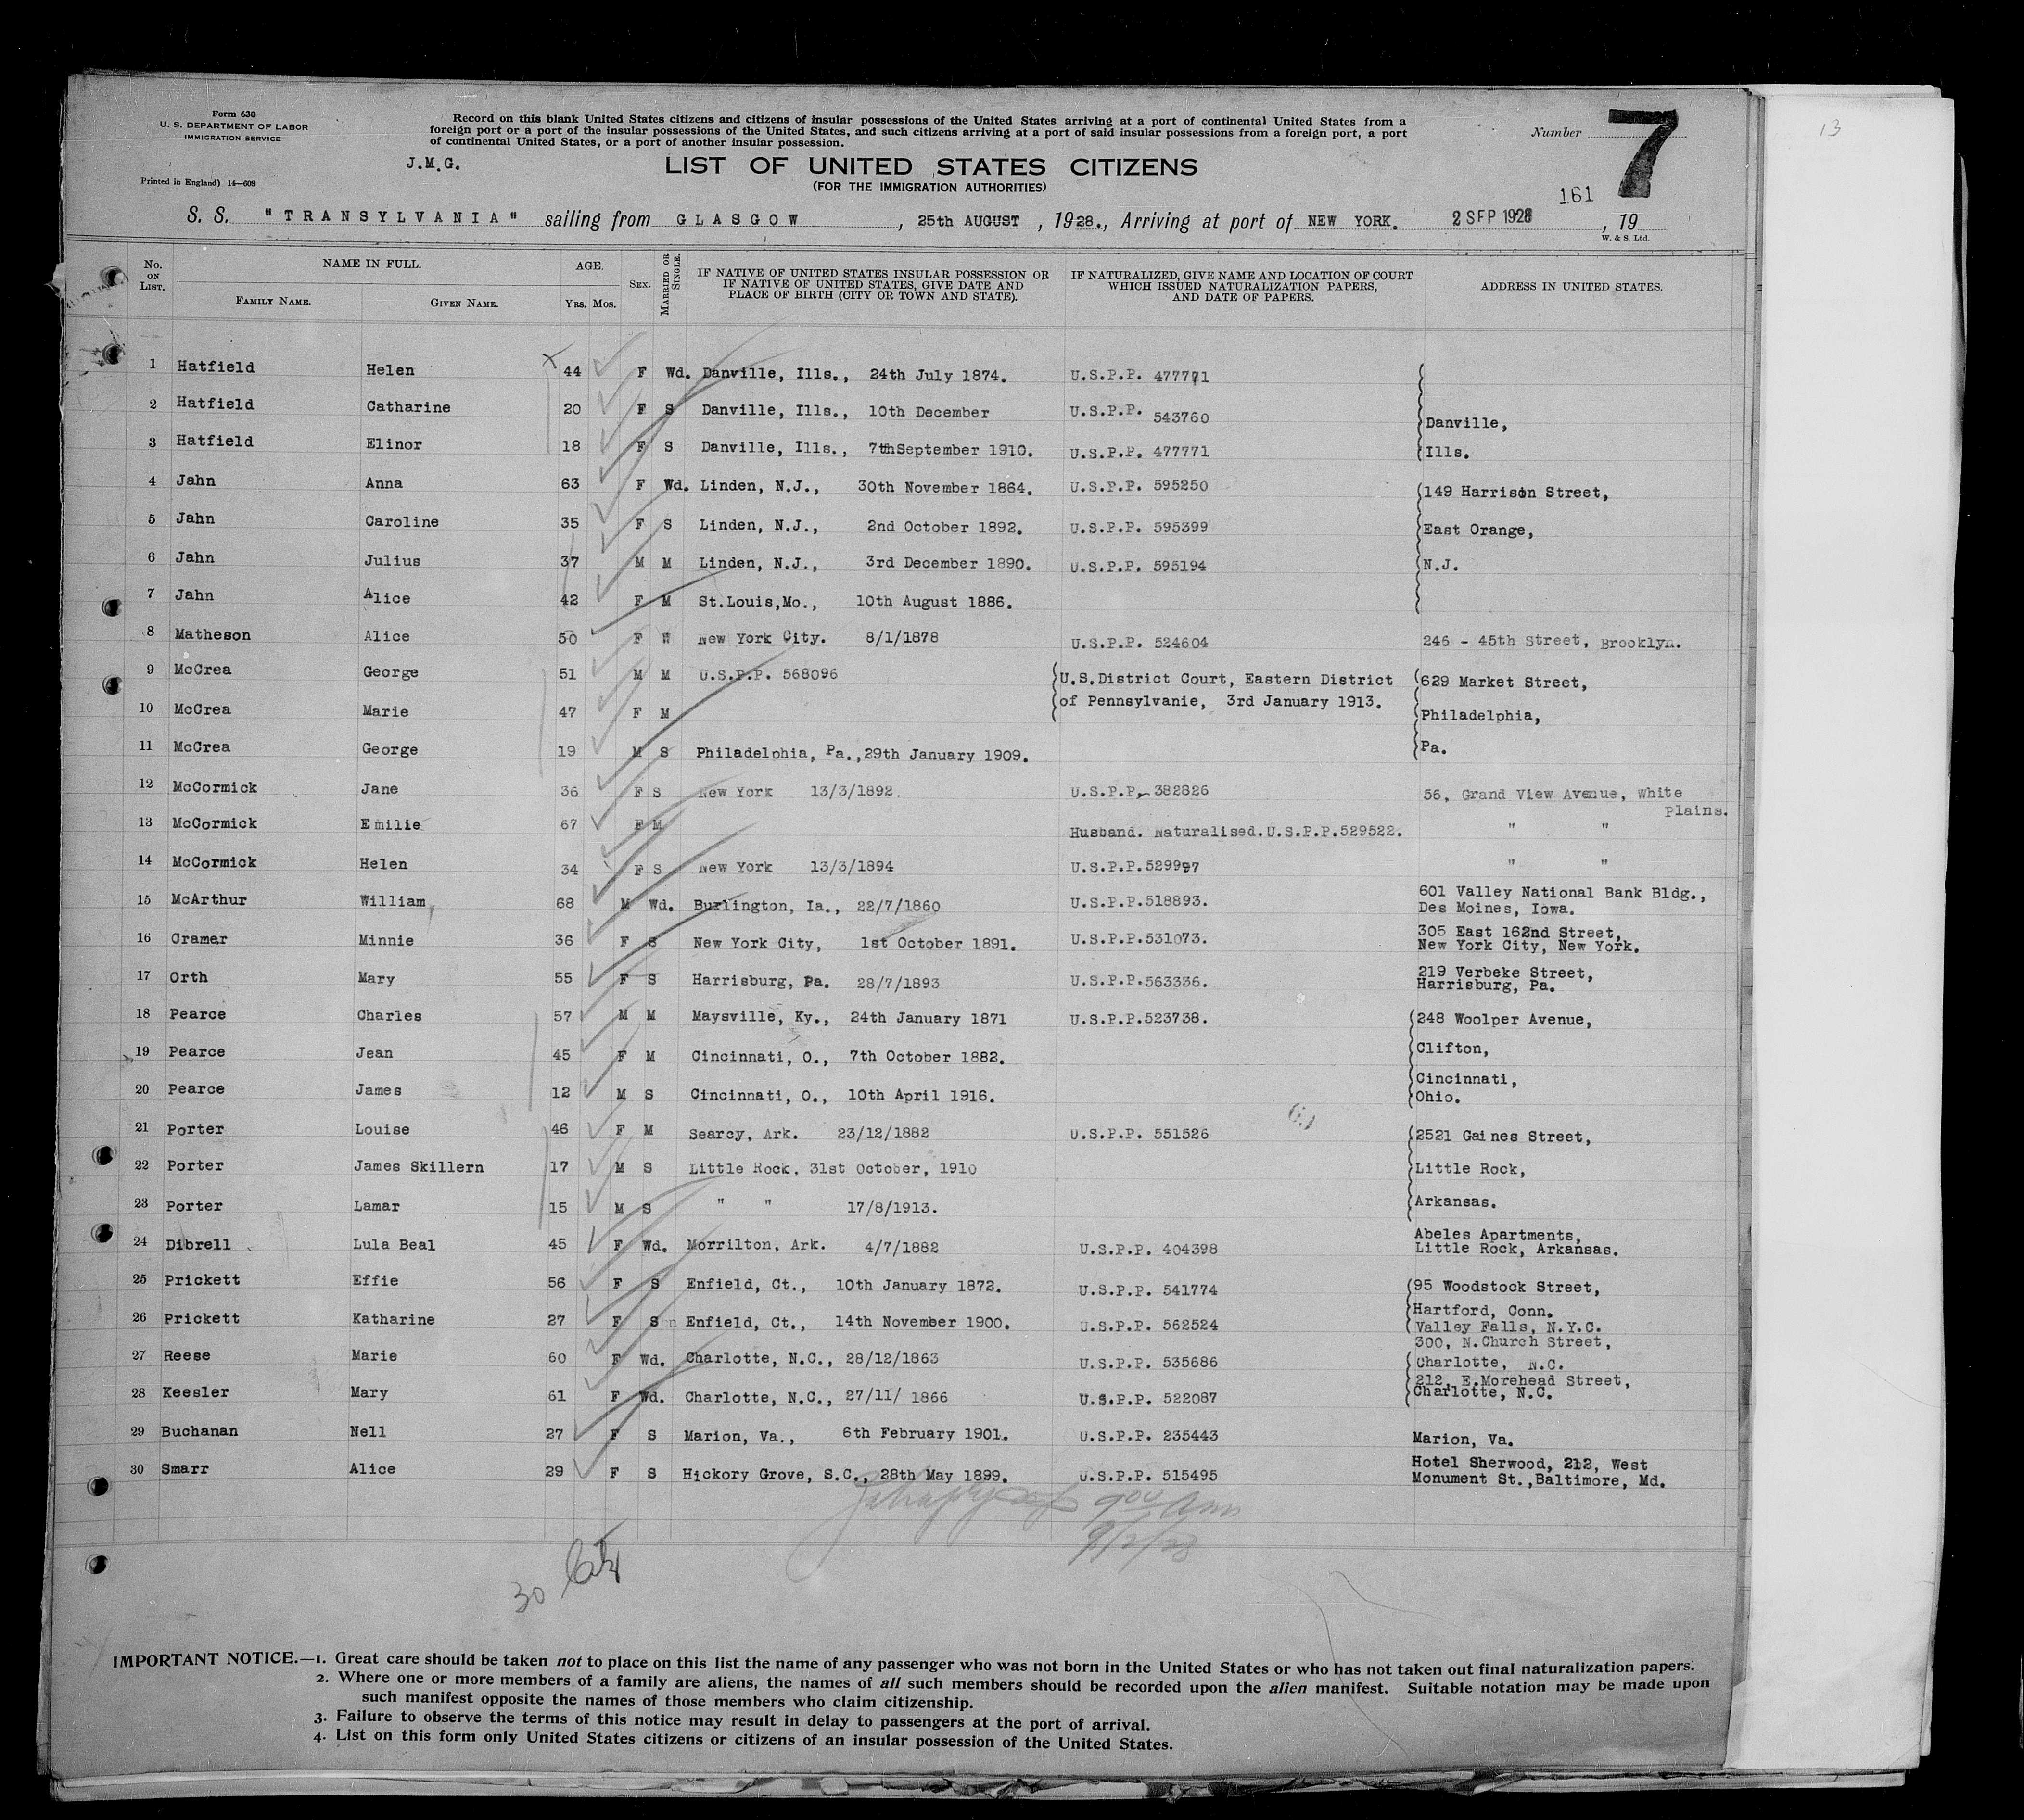 Form 630
U. S. DEPARTMENT OF LABOR
IMMIGRATION SERVICE
Printed in England) 14—608
Record on this blank United States citizens and citizens of insular possessions of the United States arriving at a port of continental United States from a
foreign port or a port of the insular possessions of the United States, and such citizens arriving at a port of said insular possessions from a foreign port, a port
of continental United States, or a port of another insular possession.
Number 7
13
J.M.G.
LIST OF UNITED STATES CITIZENS
(FOR THE IMMIGRATION AUTHORITIES)
161
S. S. "TRANSYLVANIA" sailing from GLASGOW, 25th AUGUST, 1928., Arriving at port of NEW YORK. 2 SEP 1928, 19
W. & S. Ltd.
No. ON LIST. NAME IN FULL. FAMILY NAME. GIVEN NAME. AGE. YRS. MOS. SEX. MARRIED OR SINGLE. IF NATIVE OF UNITED STATES INSULAR POSSESSION OR IF NATIVE OF UNITED STATES, GIVE DATE AND PLACE OF BIRTH (CITY OR TOWN AND STATE). IF NATURALIZED, GIVE NAME AND LOCATION OF COURT WHICH ISSUED NATURALIZATION PAPERS, AND DATE OF PAPERS. ADDRESS IN UNITED STATES.
1 Hatfield Helen 44 F Wd. Danville, Ills., 24th July 1874. U.S.P.P. 477771
2 Hatfield Catharine 20 F S Danville, Ills., 10th December U.S.P.P. 543760 Danville,
3 Hatfield Elinor 18 F S Danville, Ills., 7thSeptember 1910. U.S.P.P. 477771 Ills.
4 Jahn Anna 63 F Wd. Linden, N.J., 30th November 1864. U.S.P.P. 595250 149 Harrison Street,
5 Jahn Caroline 35 F S Linden, N.J., 2nd October 1892. U.S.P.P. 595399 East Orange,
6 Jahn Julius 37 M M Linden, N.J., 3rd December 1890. U.S.P.P. 595194 N.J.
7 Jahn Alice 42 F M St.Louis,Mo., 10th August 1886.
8 Matheson Alice 50 F W New York City. 8/1/1878 U.S.P.P. 524604 246 - 45th Street, Brooklyn.
9 McCrea George 51 M M U.S.P.P. 568096 U.S.District Court, Eastern District 629 Market Street,
10 McCrea Marie 47 F M of Pennsylvanie, 3rd January 1913. Philadelphia,
11 McCrea George 19 M S Philadelphia, Pa.,29th January 1909. Pa.
12 McCormick Jane 36 F S New York 13/3/1892. U.S.P.P. 382826 56, Grand View Avenue, White Plains.
13 McCormick Emilie 67 F M Husband. Naturalised.U.S.P.P.529522. " "
14 McCormick Helen 34 F S New York 13/3/1894 U.S.P.P.529997 " "
15 McArthur William 68 M Wd. Burlington, Ia., 22/7/1860 U.S.P.P.518893. 601 Valley National Bank Bldg., Des Moines, Iowa.
16 Cramar Minnie 36 F S New York City, 1st October 1891. U.S.P.P.531073. 305 East 162nd Street, New York City, New York.
17 Orth Mary 55 F S Harrisburg, Pa. 28/7/1893 U.S.P.P.563336. 219 Verbeke Street, Harrisburg, Pa.
18 Pearce Charles 57 M M Maysville, Ky., 24th January 1871 U.S.P.P.523738. 248 Woolper Avenue,
19 Pearce Jean 45 F M Cincinnati, O., 7th October 1882. Clifton,
20 Pearce James 12 M S Cincinnati, O., 10th April 1916. Cincinnati, Ohio.
21 Porter Louise 46 F M Searcy, Ark. 23/12/1882 U.S.P.P. 551526 2521 Gaines Street,
22 Porter James Skillern 17 M S Little Rock, 31st October, 1910 Little Rock,
23 Porter Lamar 15 M S " " 17/8/1913. Arkansas.
24 Dibrell Lula Beal 45 F Wd. Morrilton, Ark. 4/7/1882 U.S.P.P. 404398 Abeles Apartments, Little Rock, Arkansas.
25 Prickett Effie 56 F S Enfield, Ct., 10th January 1872. U.S.P.P. 541774 95 Woodstock Street,
26 Prickett Katharine 27 F S Enfield, Ct., 14th November 1900. U.S.P.P. 562524 Hartford, Conn. Valley Falls, N.Y.C.
27 Reese Marie 60 F Wd. Charlotte, N.C., 28/12/1863 U.S.P.P. 535686 300, N.Church Street, Charlotte, N.C.
28 Keesler Mary 61 F Wd. Charlotte, N.C., 27/11/ 1866 U.S.P.P. 522087 212, E.Morehead Street, Charlotte, N.C.
29 Buchanan Nell 27 F S Marion, Va., 6th February 1901. U.S.P.P. 235443 Marion, Va.
30 Smarr Alice 29 F S Hickory Grove, S.C., 28th May 1899. U.S.P.P. 515495 Hotel Sherwood, 212, West Monument St.,Baltimore, Md.
30
IMPORTANT NOTICE.—1. Great care should be taken not to place on this list the name of any passenger who was not born in the United States or who has not taken out final naturalization papers.
2. Where one or more members of a family are aliens, the names of all such members should be recorded upon the alien manifest. Suitable notation may be made upon
such manifest opposite the names of those members who claim citizenship.
3. Failure to observe the terms of this notice may result in delay to passengers at the port of arrival.
4. List on this form only United States citizens or citizens of an insular possession of the United States.